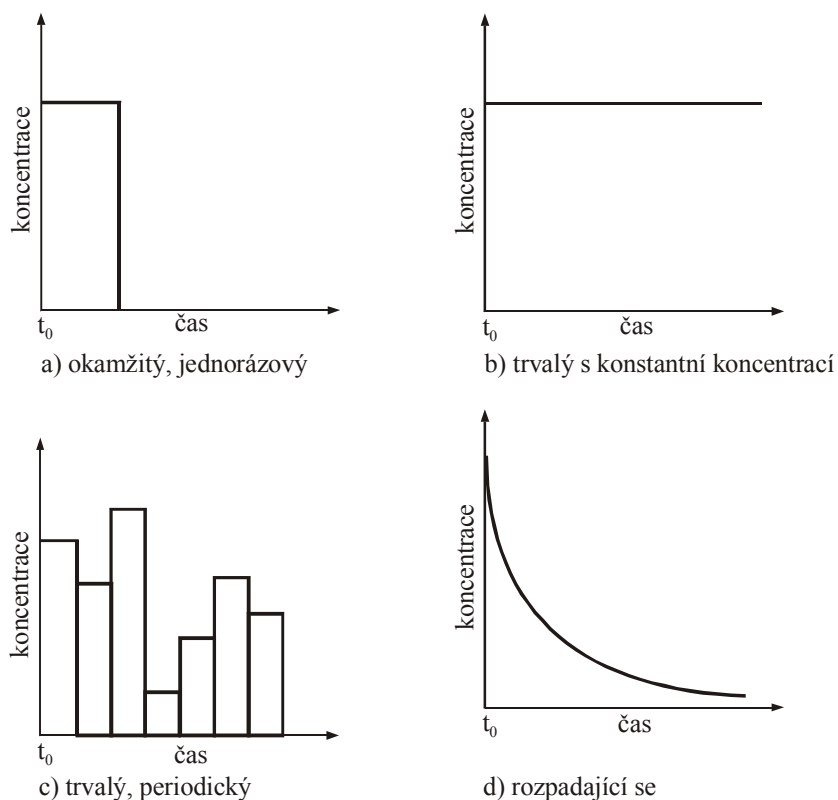 koncentrace
t0
čas
a) okamžitý, jednorázový
koncentrace
t0
čas
b) trvalý s konstantní koncentrací
koncentrace
t0
čas
c) trvalý, periodický
koncentrace
t0
čas
d) rozpadající se